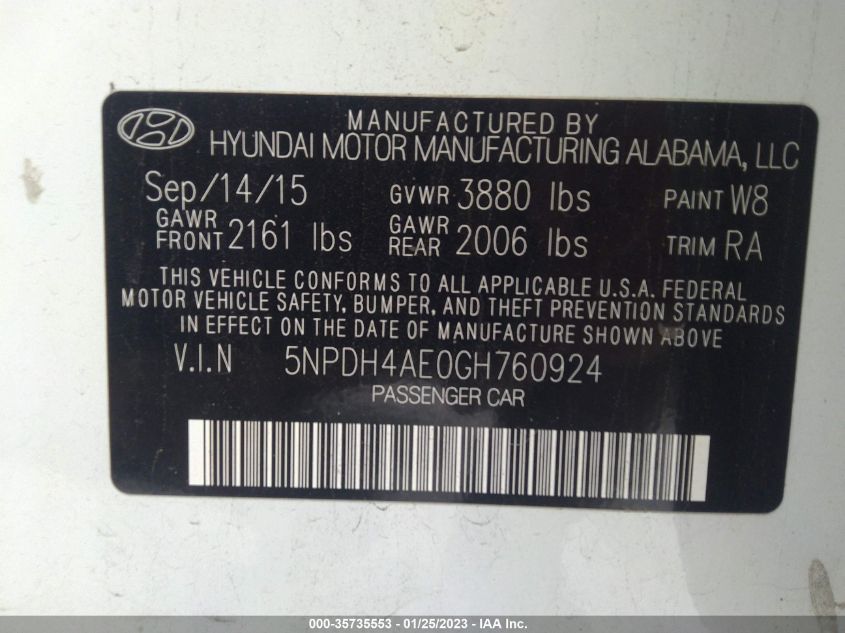 MANUFACTURED BY
HYUNDAI MOTOR MANUFACTURING ALABAMA, LLC
Sep/14/15 GVWR 3880 lbs PAINT W8
GAWR FRONT 2161 lbs GAWR REAR 2006 lbs TRIM RA
THIS VEHICLE CONFORMS TO ALL APPLICABLE U.S.A. FEDERAL
MOTOR VEHICLE SAFETY, BUMPER, AND THEFT PREVENTION STANDARDS
IN EFFECT ON THE DATE OF MANUFACTURE SHOWN ABOVE
V.I.N 5NPDH4AE0GH760924
PASSENGER CAR
000-35735553 - 01/25/2023 - IAA Inc.